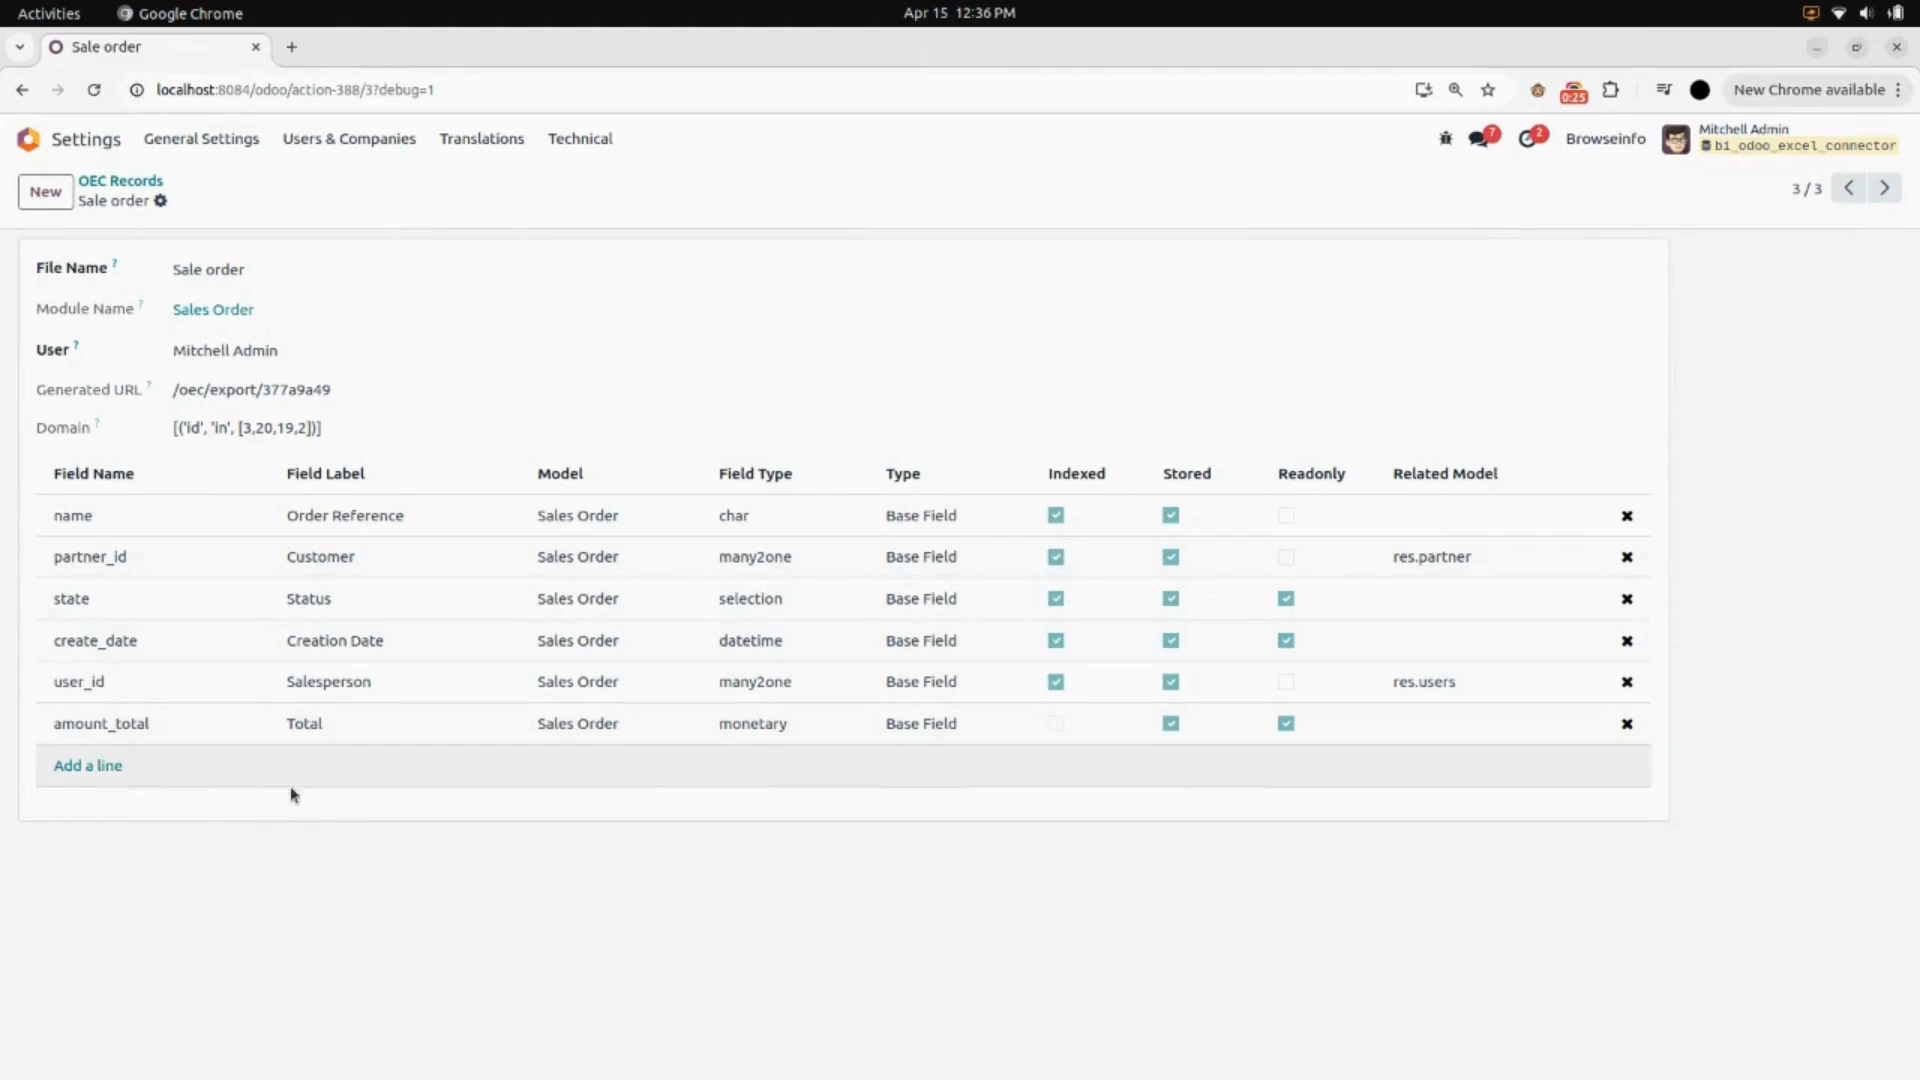 Activities Google Chrome Apr 15 12:36 PM
Sale order
localhost:8084/odoo/action-388/3?debug=1 0:25 New Chrome available
Settings General Settings Users & Companies Translations Technical 7 2 Browseinfo Mitchell Admin
bi_odoo_excel_connector
New OEC Records
Sale order 3 / 3
File Name ? Sale order
Module Name ? Sales Order
User ? Mitchell Admin
Generated URL ? /oec/export/377a9a49
Domain ? [('id', 'in', [3,20,19,2])]
Field Name Field Label Model Field Type Type Indexed Stored Readonly Related Model
name Order Reference Sales Order char Base Field
partner_id Customer Sales Order many2one Base Field res.partner
state Status Sales Order selection Base Field
create_date Creation Date Sales Order datetime Base Field
user_id Salesperson Sales Order many2one Base Field res.users
amount_total Total Sales Order monetary Base Field
Add a line